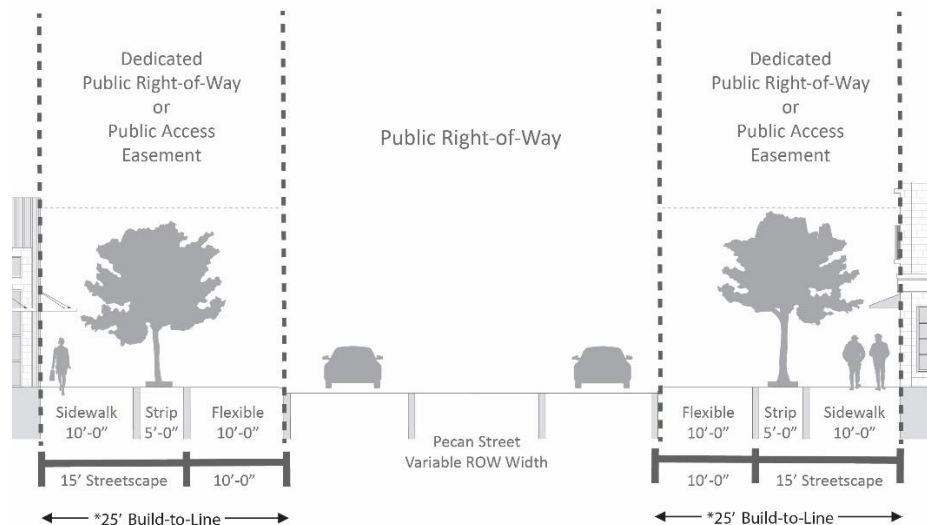 Dedicated
Public Right-of-Way
or
Public Access
Easement
Public Right-of-Way
Dedicated
Public Right-of-Way
or
Public Access
Easement
Sidewalk
10'-0"
Strip
5'-0"
Flexible
10'-0"
Pecan Street
Variable ROW Width
Flexible
10'-0"
Strip
5'-0"
Sidewalk
10'-0"
15' Streetscape
10'-0"
10'-0"
15' Streetscape
*25' Build-to-Line
*25' Build-to-Line